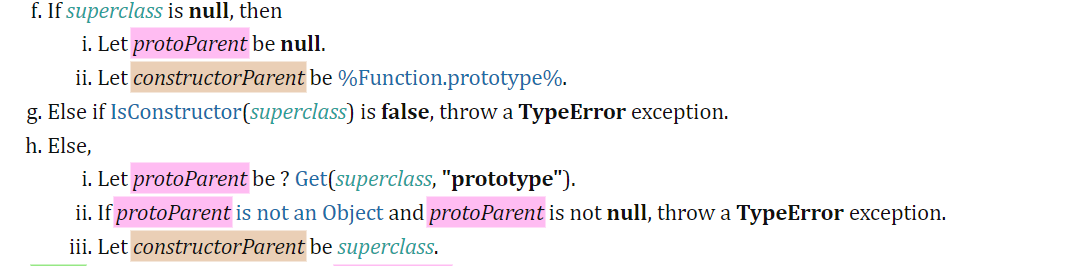 f. If superclass is null, then
i. Let protoParent be null.
ii. Let constructorParent be %Function.prototype%.
g. Else if IsConstructor(superclass) is false, throw a TypeError exception.
h. Else,
i. Let protoParent be ? Get(superclass, "prototype").
ii. If protoParent is not an Object and protoParent is not null, throw a TypeError exception.
iii. Let constructorParent be superclass.